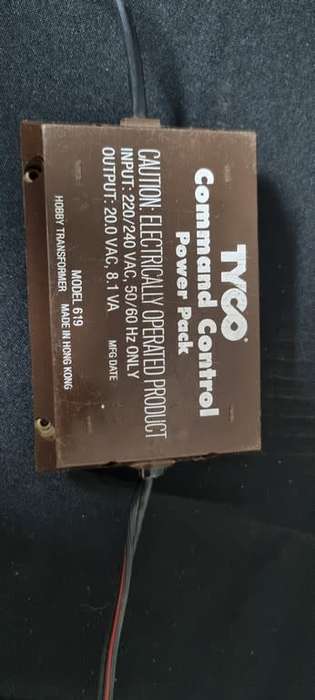 TYCO®
Command Control
Power Pack
CAUTION: ELECTRICALLY OPERATED PRODUCT
INPUT: 220/240 VAC, 50/60 Hz ONLY
OUTPUT: 20.0 VAC, 8.1 VA
MFG·DATE
MODEL 619
HOBBY TRANSFORMER
MADE IN HONG KONG